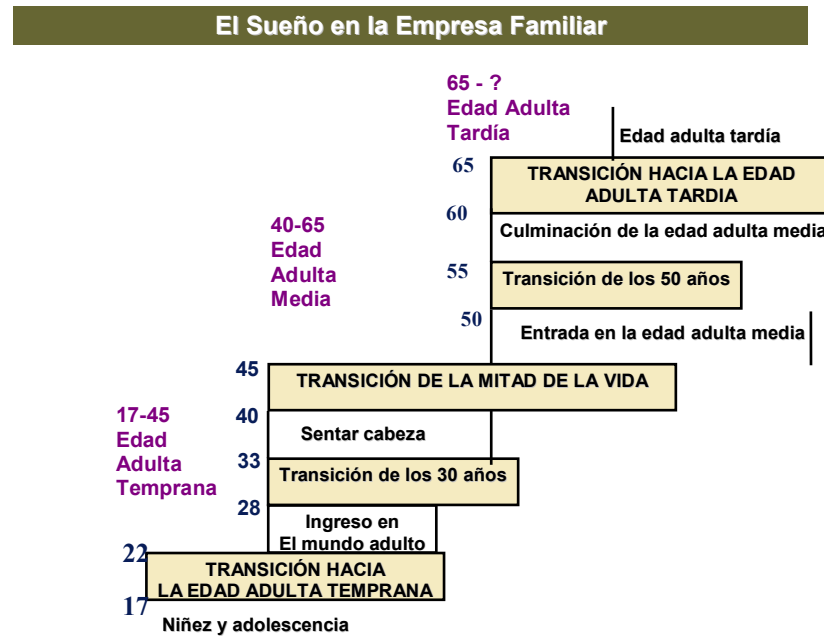 El Sueño en la Empresa Familiar
65 - ?
Edad Adulta
Tardía
Edad adulta tardía
65
TRANSICIÓN HACIA LA EDAD
ADULTA TARDIA
60
40-65
Edad
Adulta
Media
Culminación de la edad adulta media
55
Transición de los 50 años
50
Entrada en la edad adulta media
45
TRANSICIÓN DE LA MITAD DE LA VIDA
40
17-45
Edad
Adulta
Temprana
Sentar cabeza
33
Transición de los 30 años
28
Ingreso en
El mundo adulto
22
TRANSICIÓN HACIA
LA EDAD ADULTA TEMPRANA
17
Niñez y adolescencia